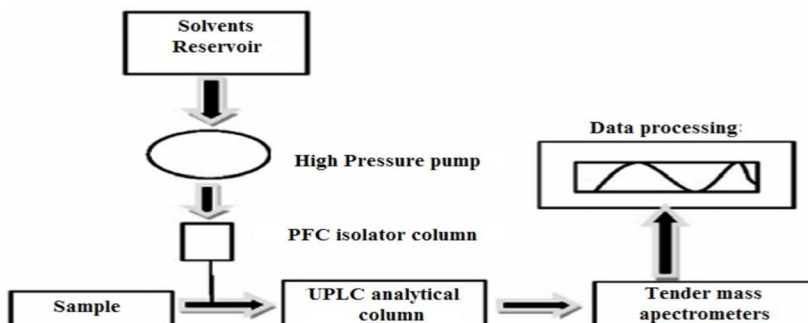 Solvents
Reservoir
High Pressure pump
Data processing:
PFC isolator column
Sample
UPLC analytical
column
Tender mass
apectrometers